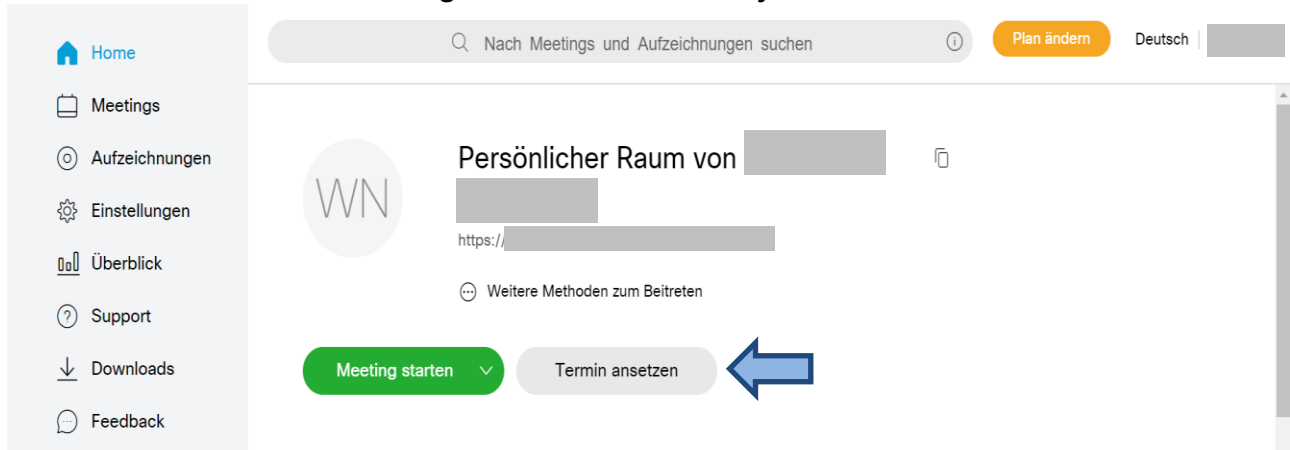 Home
Meetings
Aufzeichnungen
Einstellungen
Überblick
Support
Downloads
Feedback
Nach Meetings und Aufzeichnungen suchen
Plan ändern
Deutsch
WN
Persönlicher Raum von
https://
Weitere Methoden zum Beitreten
Meeting starten
Termin ansetzen